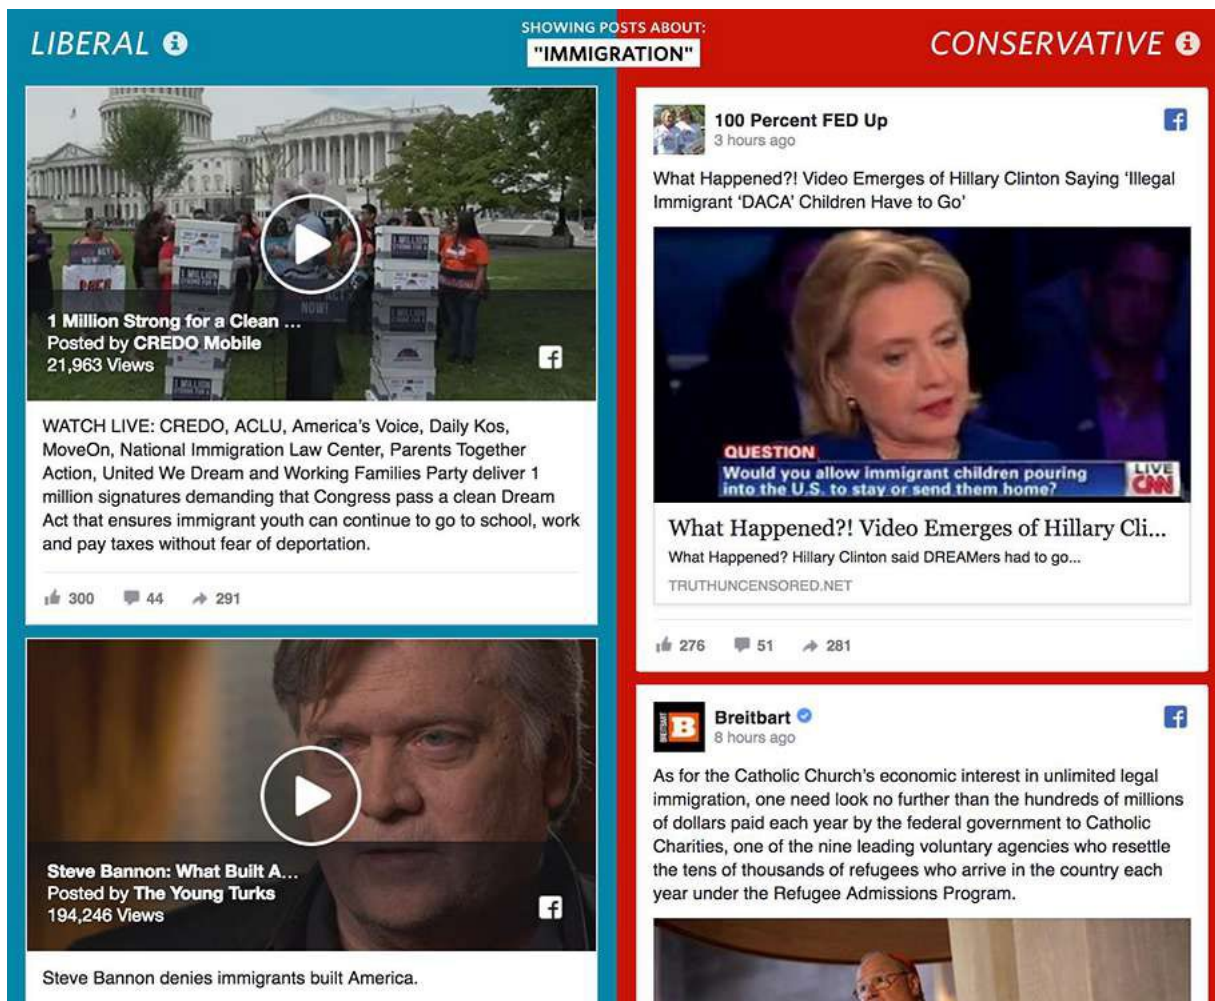 LIBERAL i
SHOWING POSTS ABOUT:
"IMMIGRATION"
CONSERVATIVE i
ACT
NOW!
1 MILLION
STRONG FOR A
1 MILLION
NOW!
1 Million Strong for a Clean ...
Posted by CREDO Mobile
21,963 Views
WATCH LIVE: CREDO, ACLU, America's Voice, Daily Kos,
MoveOn, National Immigration Law Center, Parents Together
Action, United We Dream and Working Families Party deliver 1
million signatures demanding that Congress pass a clean Dream
Act that ensures immigrant youth can continue to go to school, work
and pay taxes without fear of deportation.
300 44 291
Steve Bannon: What Built A...
Posted by The Young Turks
194,246 Views
Steve Bannon denies immigrants built America.
100 Percent FED Up
3 hours ago
What Happened?! Video Emerges of Hillary Clinton Saying 'Illegal
Immigrant 'DACA' Children Have to Go'
QUESTION
Would you allow immigrant children pouring
into the U.S. to stay or send them home?
LIVE
CNN
What Happened?! Video Emerges of Hillary Cli...
What Happened? Hillary Clinton said DREAMers had to go...
TRUTHUNCENSORED.NET
276 51 281
BREITBART
B
Breitbart
8 hours ago
As for the Catholic Church's economic interest in unlimited legal
immigration, one need look no further than the hundreds of millions
of dollars paid each year by the federal government to Catholic
Charities, one of the nine leading voluntary agencies who resettle
the tens of thousands of refugees who arrive in the country each
year under the Refugee Admissions Program.